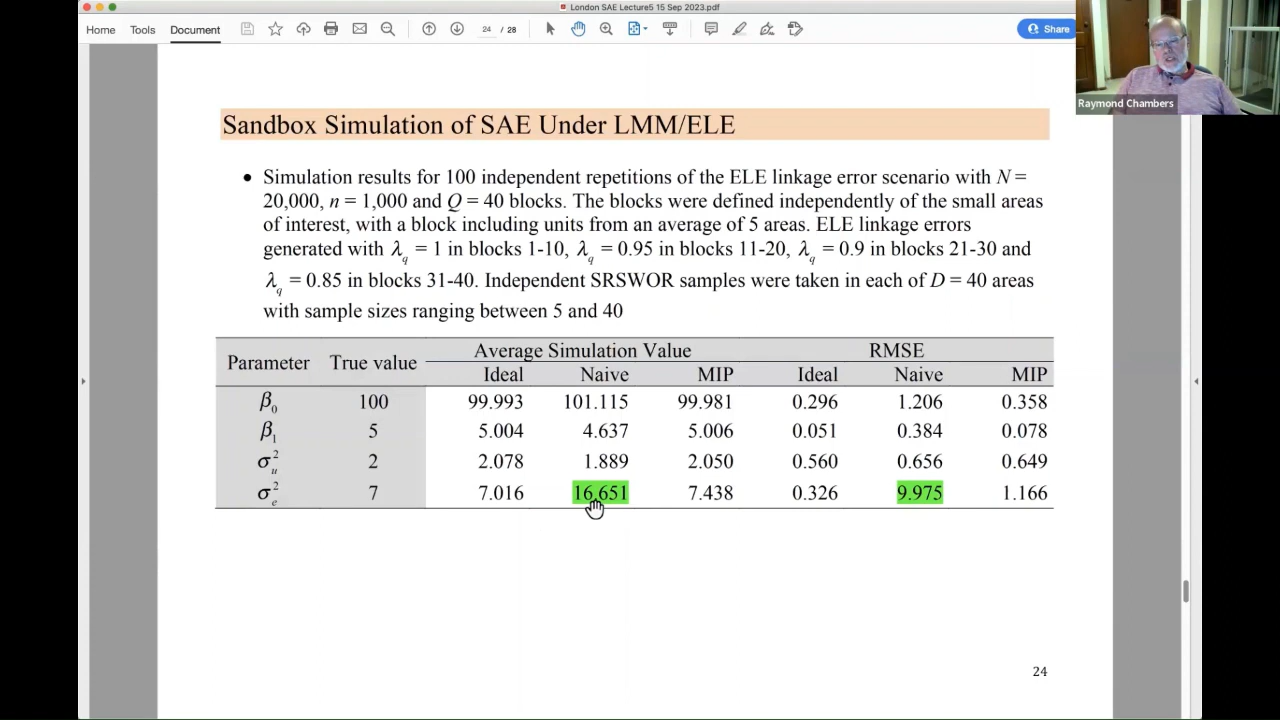 London SAE Lecture5 15 Sep 2023.pdf
Home Tools Document 24 / 28 Share
Raymond Chambers
Sandbox Simulation of SAE Under LMM/ELE
• Simulation results for 100 independent repetitions of the ELE linkage error scenario with N =
20,000, n = 1,000 and Q = 40 blocks. The blocks were defined independently of the small areas
of interest, with a block including units from an average of 5 areas. ELE linkage errors
generated with λq = 1 in blocks 1-10, λq = 0.95 in blocks 11-20, λq = 0.9 in blocks 21-30 and
λq = 0.85 in blocks 31-40. Independent SRSWOR samples were taken in each of D = 40 areas
with sample sizes ranging between 5 and 40
Parameter True value Average Simulation Value RMSE
Ideal Naive MIP Ideal Naive MIP
β0 100 99.993 101.115 99.981 0.296 1.206 0.358
β1 5 5.004 4.637 5.006 0.051 0.384 0.078
σu2 2 2.078 1.889 2.050 0.560 0.656 0.649
σe2 7 7.016 16.651 7.438 0.326 9.975 1.166
24